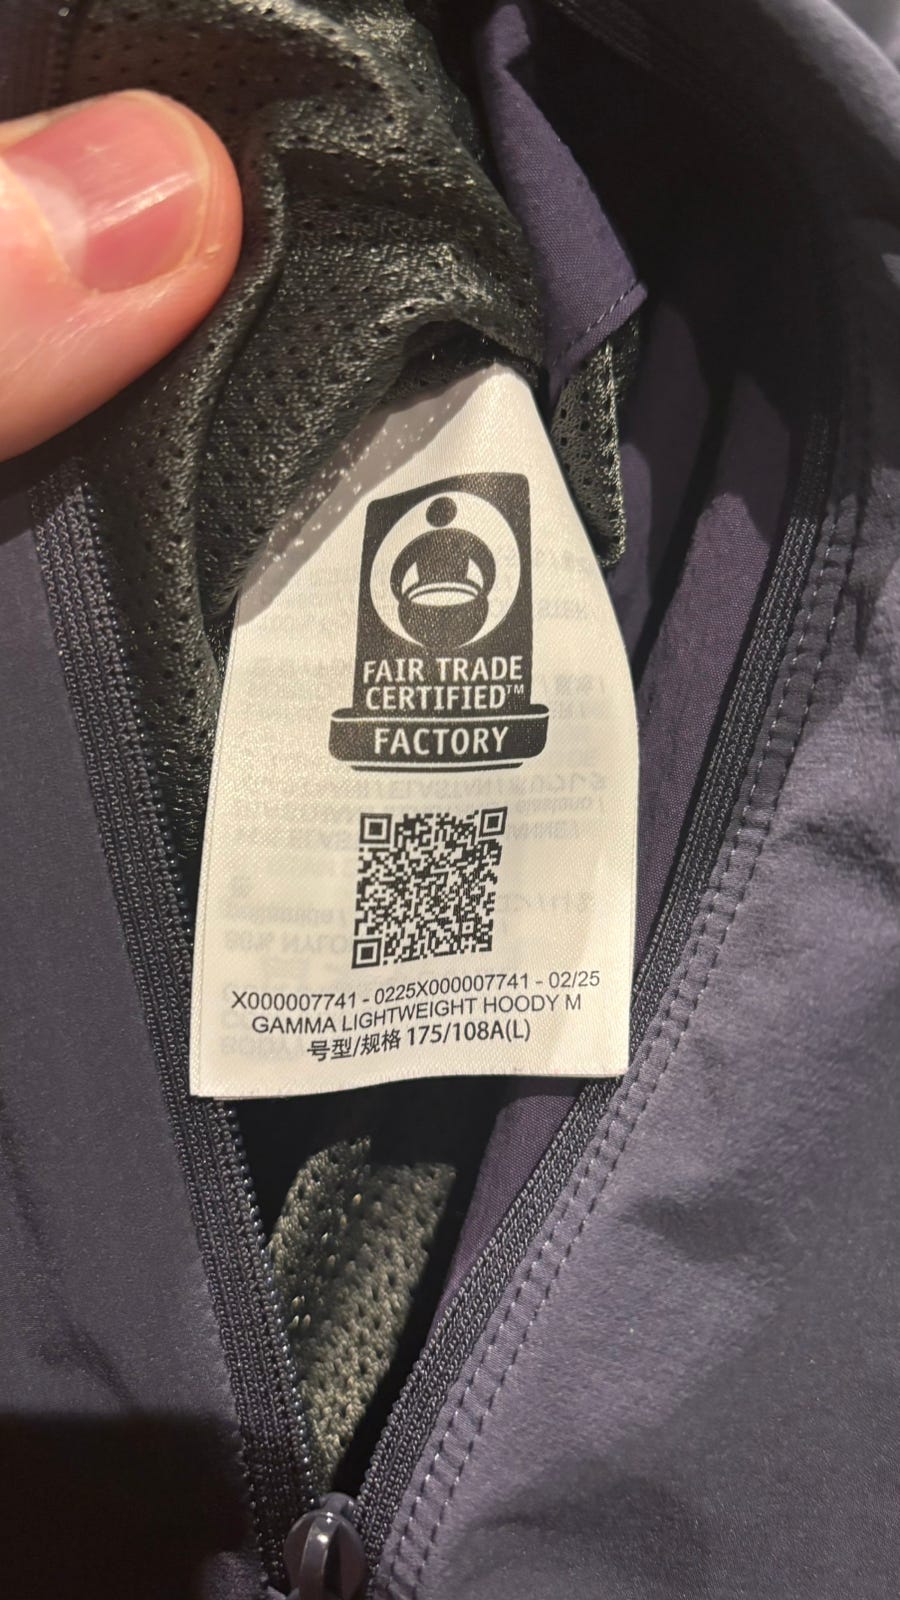 FAIR TRADE
CERTIFIED™
FACTORY
X000007741 - 0225X000007741 - 02/25
GAMMA LIGHTWEIGHT HOODY M
号型/规格 175/108A(L)